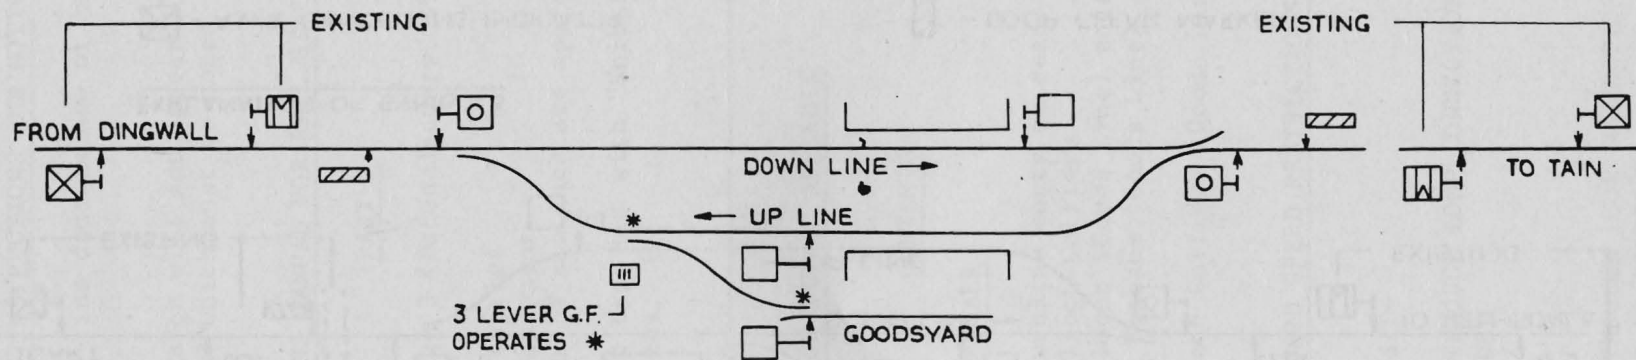 EXISTING
EXISTING
FROM DINGWALL
DOWN LINE
TO TAIN
UP LINE
3 LEVER G.F.
OPERATES *
GOODSYARD